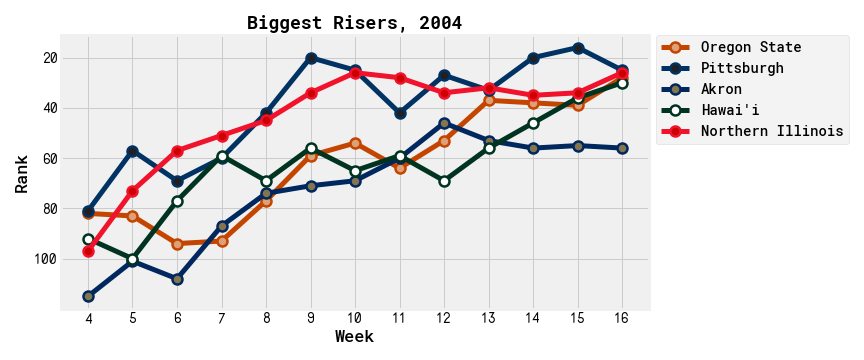 Biggest Risers, 2004
Oregon State
Pittsburgh
Akron
Hawai'i
Northern Illinois
Rank
20
40
60
80
100
4 5 6 7 8 9 10 11 12 13 14 15 16
Week